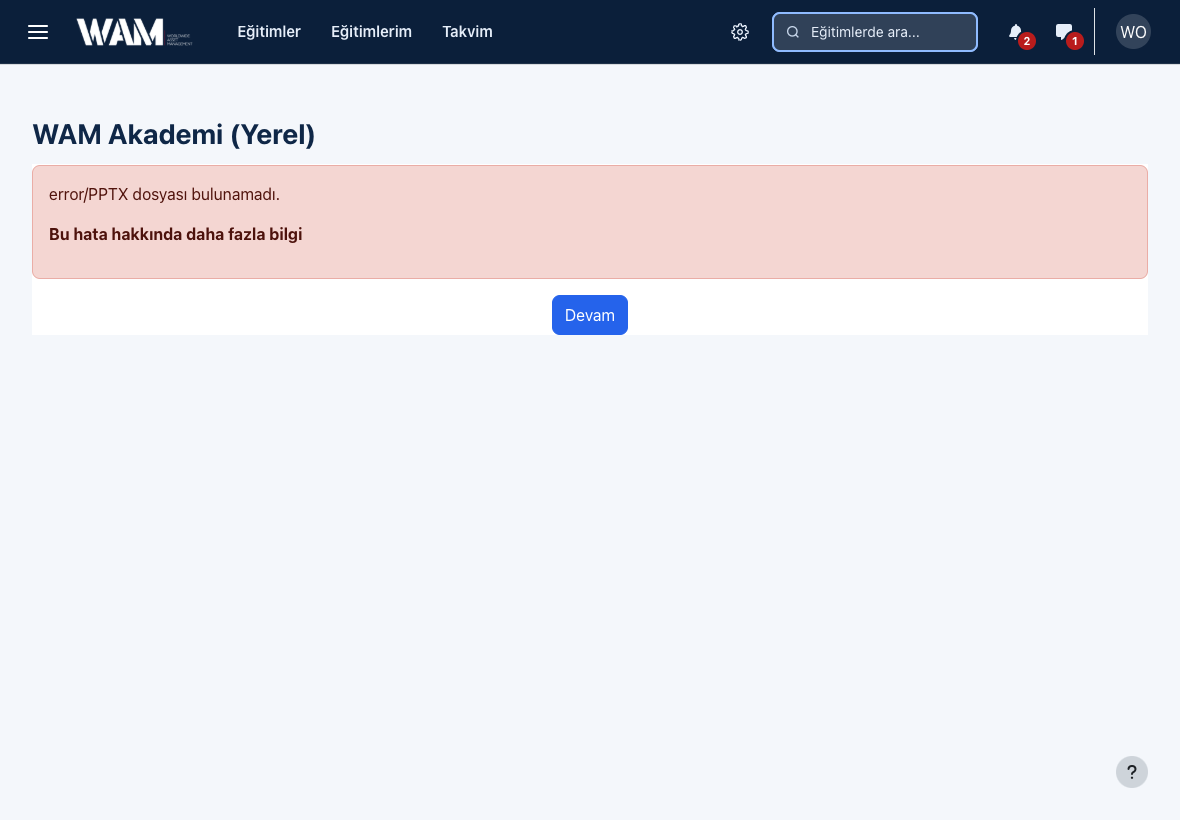 WAM
Eğitimler
Eğitimlerim
Takvim
Eğitimlerde ara...
2
1
WO
WAM Akademi (Yerel)
error/PPTX dosyası bulunamadı.
Bu hata hakkında daha fazla bilgi
Devam
?